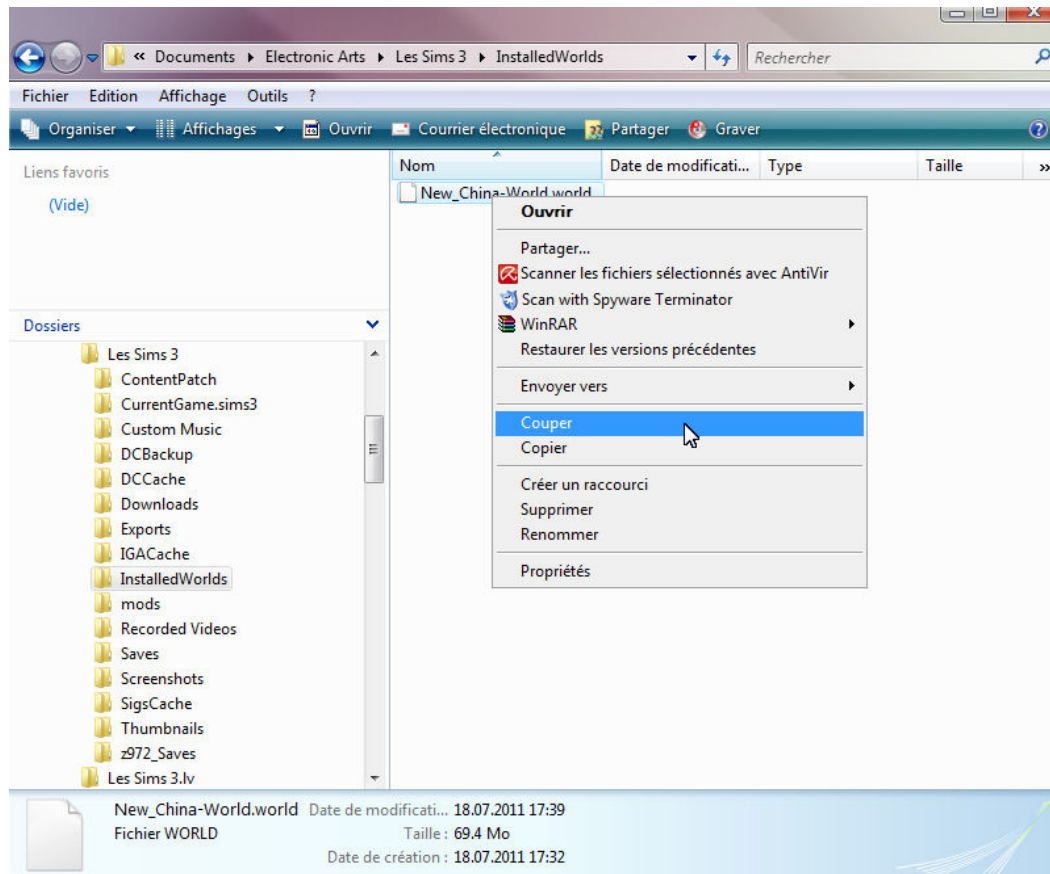 « Documents ▸ Electronic Arts ▸ Les Sims 3 ▸ InstalledWorlds
Rechercher
Fichier Edition Affichage Outils ?
Organiser Affichages Ouvrir Courrier électronique Partager Graver
Liens favoris
(Vide)
Nom Date de modificati... Type Taille »
New_China-World.world
Ouvrir
Partager...
Scanner les fichiers sélectionnés avec AntiVir
Scan with Spyware Terminator
WinRAR
Restaurer les versions précédentes
Envoyer vers
Couper
Copier
Créer un raccourci
Supprimer
Renommer
Propriétés
Dossiers
Les Sims 3
ContentPatch
CurrentGame.sims3
Custom Music
DCBackup
DCCache
Downloads
Exports
IGACache
InstalledWorlds
mods
Recorded Videos
Saves
Screenshots
SigsCache
Thumbnails
z972_Saves
Les Sims 3.lv
New_China-World.world Date de modificati... 18.07.2011 17:39
Fichier WORLD Taille : 69.4 Mo
Date de création : 18.07.2011 17:32